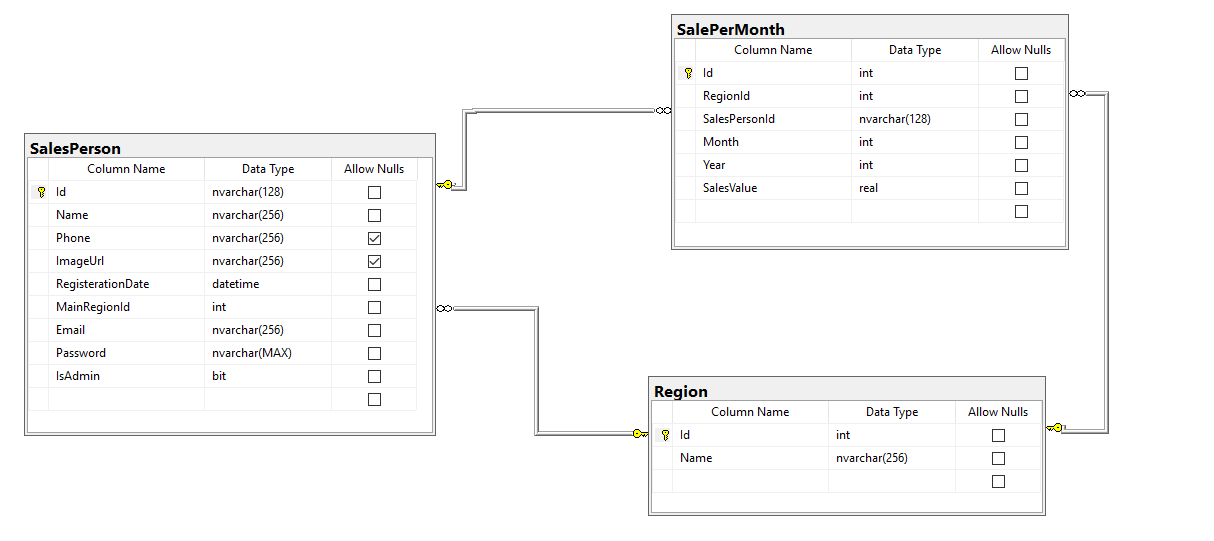 SalePerMonth
Column Name Data Type Allow Nulls
Id int
RegionId int
SalesPersonId nvarchar(128)
Month int
Year int
SalesValue real
SalesPerson
Column Name Data Type Allow Nulls
Id nvarchar(128)
Name nvarchar(256)
Phone nvarchar(256)
ImageUrl nvarchar(256)
RegisterationDate datetime
MainRegionId int
Email nvarchar(256)
Password nvarchar(MAX)
IsAdmin bit
Region
Column Name Data Type Allow Nulls
Id int
Name nvarchar(256)